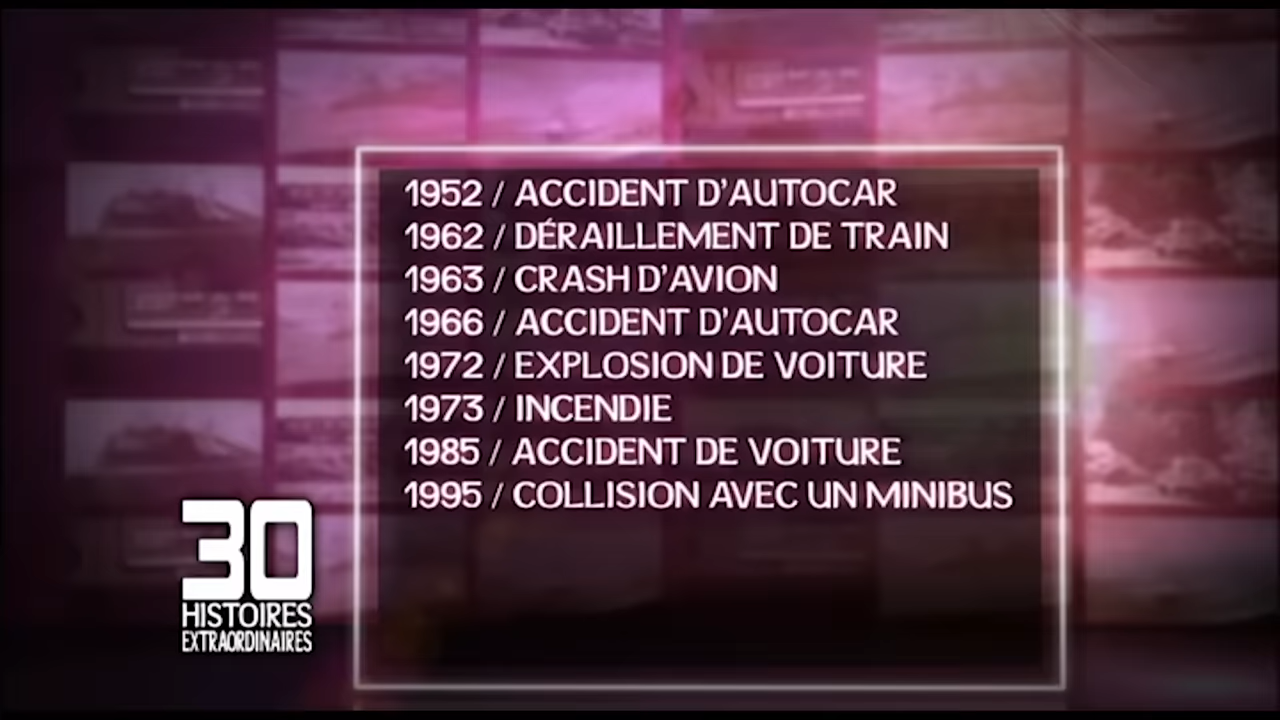 1952 / ACCIDENT D'AUTOCAR
1962 / DÉRAILLEMENT DE TRAIN
1963 / CRASH D'AVION
1966 / ACCIDENT D'AUTOCAR
1972 / EXPLOSION DE VOITURE
1973 / INCENDIE
1985 / ACCIDENT DE VOITURE
1995 / COLLISION AVEC UN MINIBUS
30
HISTOIRES
EXTRAORDINAIRES